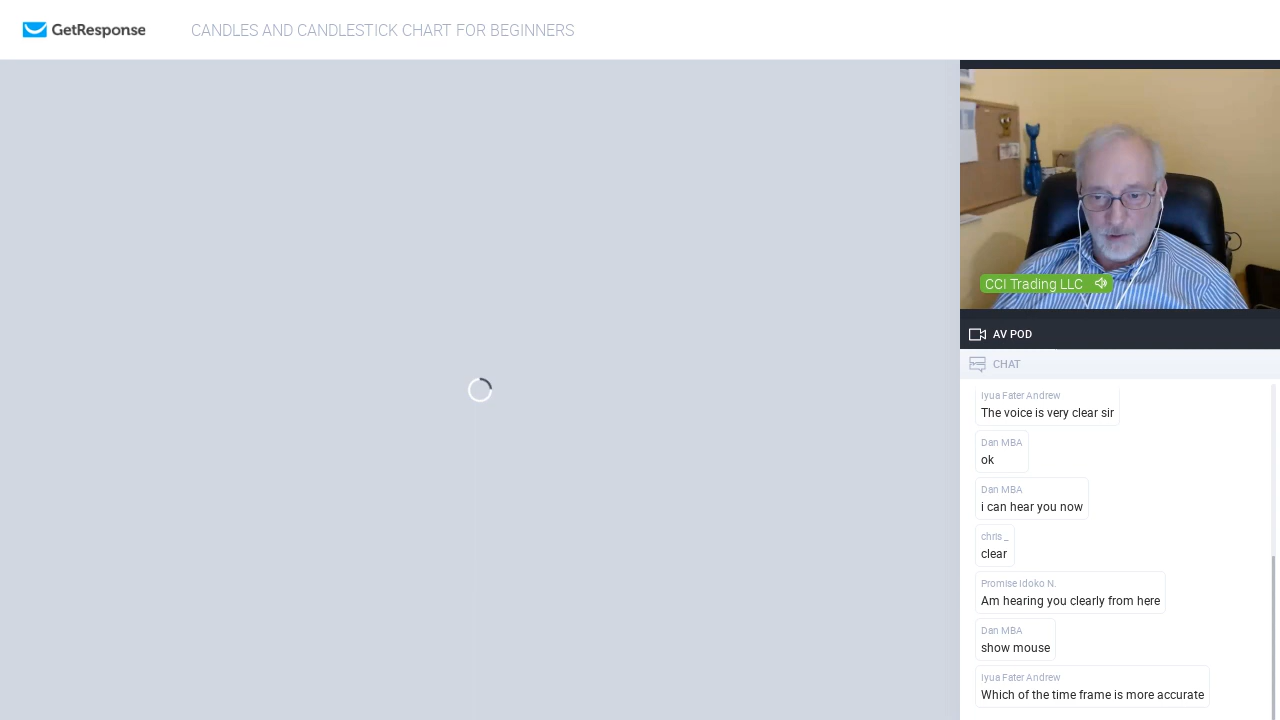 GetResponse
CANDLES AND CANDLESTICK CHART FOR BEGINNERS
CCI Trading LLC
AV POD
CHAT
Iyua Fater Andrew
The voice is very clear sir
Dan MBA
ok
Dan MBA
i can hear you now
chris _
clear
Promise Idoko N.
Am hearing you clearly from here
Dan MBA
show mouse
Iyua Fater Andrew
Which of the time frame is more accurate